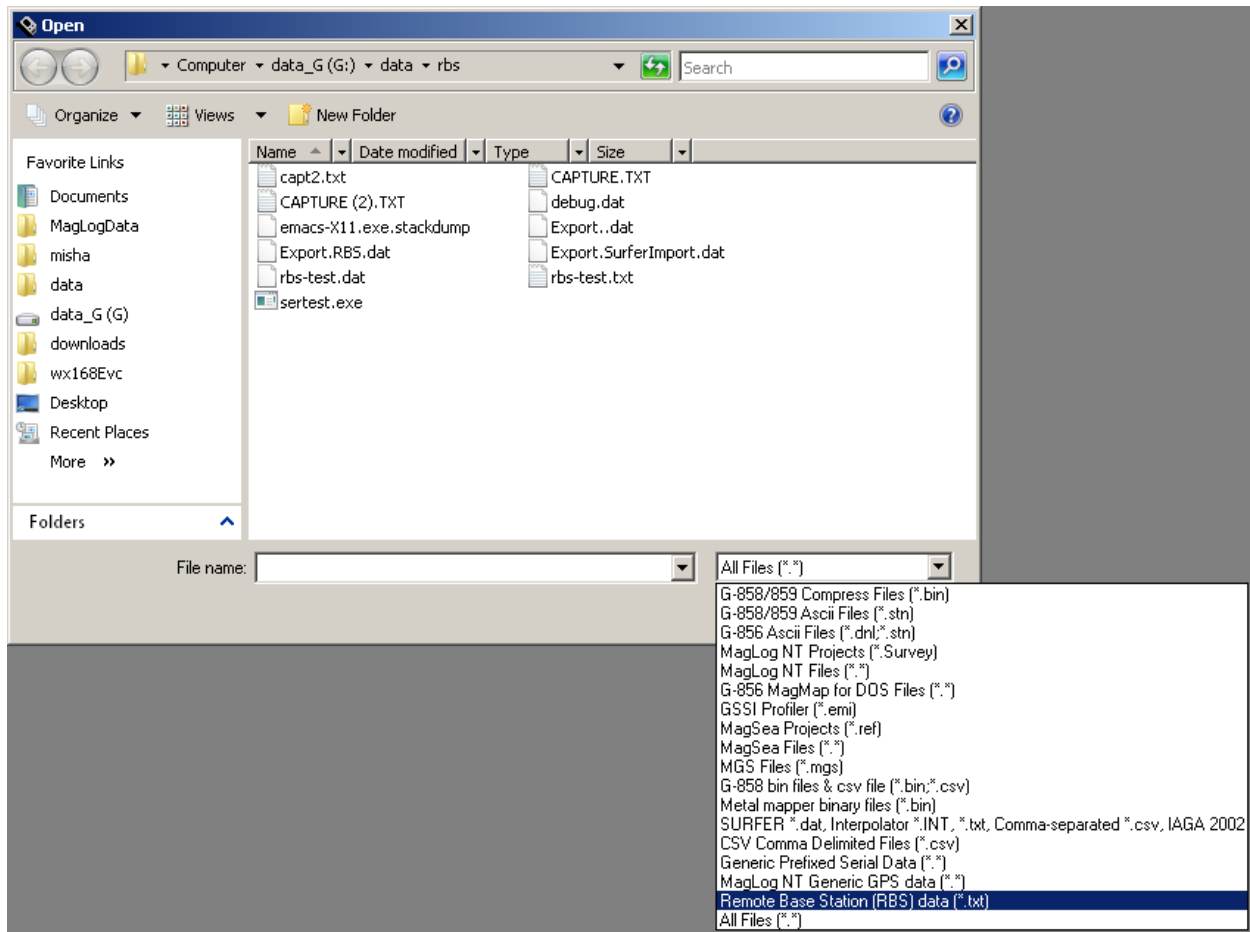 Open
Computer data_G (G:) data rbs Search
Organize Views New Folder
Favorite Links
Documents
MagLogData
misha
data
data_G (G)
downloads
wx168Evc
Desktop
Recent Places
More »
Folders
Name Date modified Type Size
capt2.txt CAPTURE.TXT
CAPTURE (2).TXT debug.dat
emacs-X11.exe.stackdump Export..dat
Export.RBS.dat Export.SurferImport.dat
rbs-test.dat rbs-test.txt
sertest.exe
File name: All Files (*.*)
G-858/859 Compress Files (*.bin)
G-858/859 Ascii Files (*.stn)
G-856 Ascii Files (*.dnl;*.stn)
MagLog NT Projects (*.Survey)
MagLog NT Files (*.*)
G-856 MagMap for DOS Files (*.*)
GSSI Profiler (*.emi)
MagSea Projects (*.ref)
MagSea Files (*.*)
MGS Files (*.mgs)
G-858 bin files & csv file (*.bin;*.csv)
Metal mapper binary files (*.bin)
SURFER *.dat, Interpolator *.INT, *.txt, Comma-separated *.csv, IAGA 2002
CSV Comma Delimited Files (*.csv)
Generic Prefixed Serial Data (*.*)
MagLog NT Generic GPS data (*.*)
Remote Base Station (RBS) data (*.txt)
All Files (*.*)